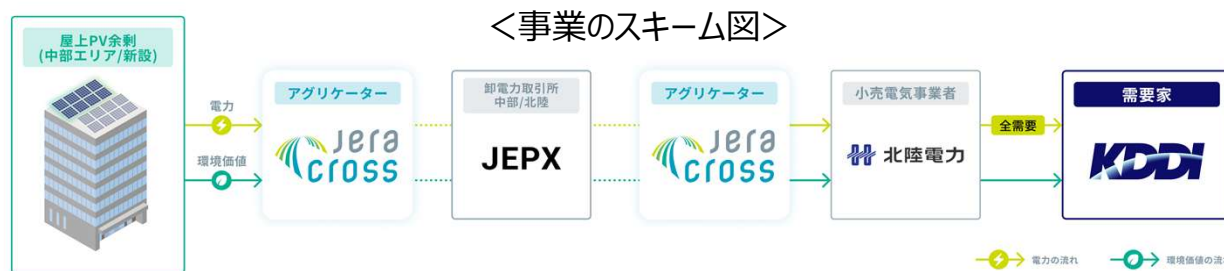 <事業のスキーム図>
屋上PV余剰
(中部エリア/新設)
電力
環境価値
アグリケーター
Jera
cross
卸電力取引所
中部/北陸
JEPX
アグリケーター
Jera
cross
小売電気事業者
北陸電力
全需要
需要家
KDDI
電力の流れ
環境価値の流